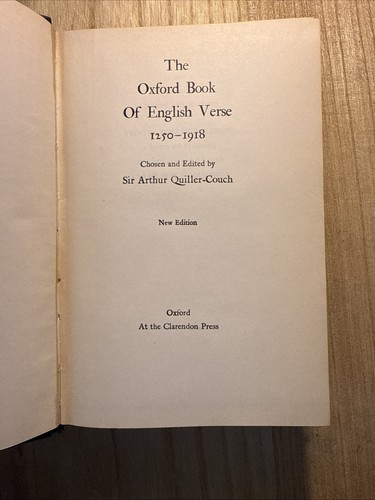 The
Oxford Book
Of English Verse
1250–1918
Chosen and Edited by
Sir Arthur Quiller-Couch
New Edition
Oxford
At the Clarendon Press